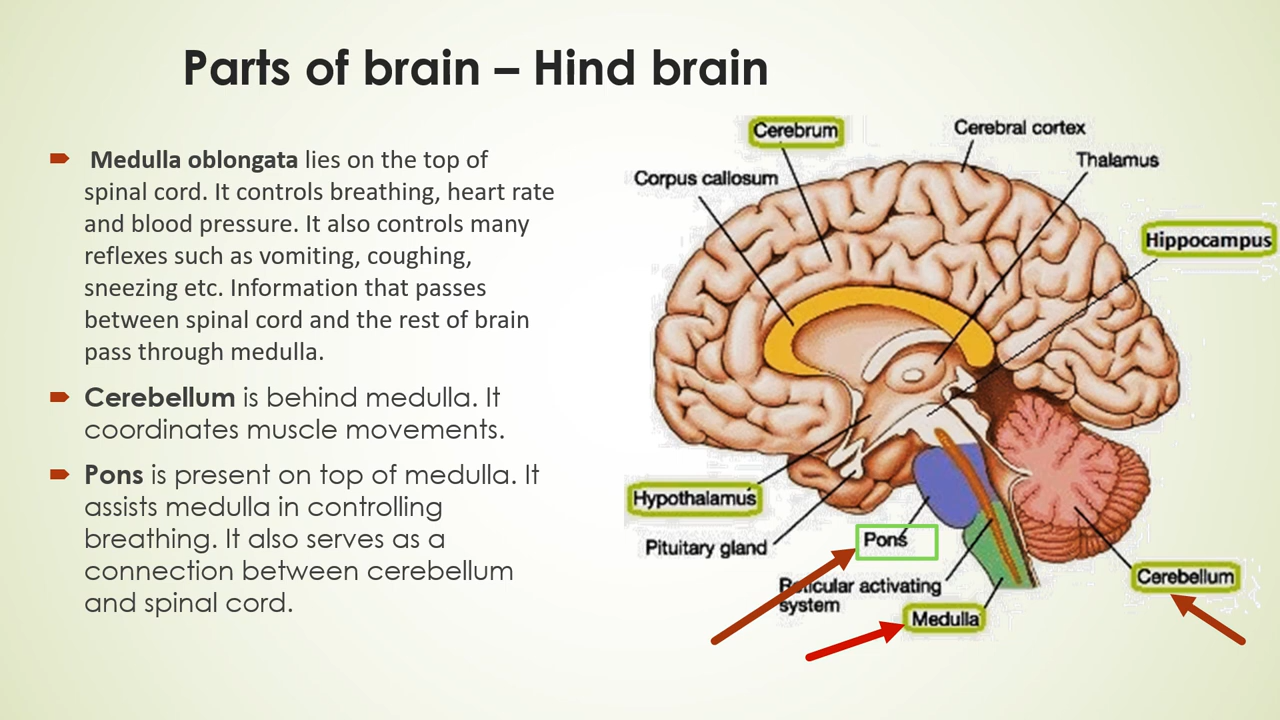 Parts of brain – Hind brain
Medulla oblongata lies on the top of
spinal cord. It controls breathing, heart rate
and blood pressure. It also controls many
reflexes such as vomiting, coughing,
sneezing etc. Information that passes
between spinal cord and the rest of brain
pass through medulla.
Cerebellum is behind medulla. It
coordinates muscle movements.
Pons is present on top of medulla. It
assists medulla in controlling
breathing. It also serves as a
connection between cerebellum
and spinal cord.
Cerebrum
Cerebral cortex
Thalamus
Corpus callosum
Hippocampus
Hypothalamus
Pituitary gland
Pons
Reticular activating
system
Medulla
Cerebellum